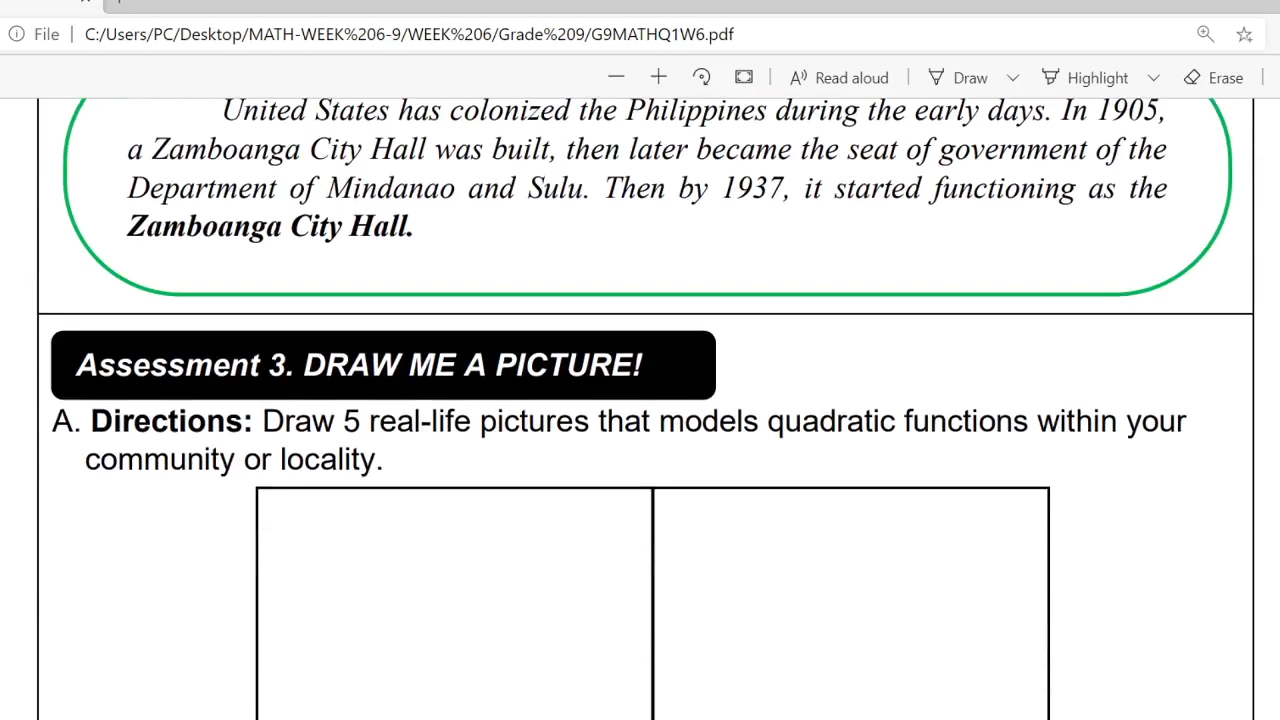 File | C:/Users/PC/Desktop/MATH-WEEK%206-9/WEEK%206/Grade%209/G9MATHQ1W6.pdf
Read aloud Draw Highlight Erase
United States has colonized the Philippines during the early days. In 1905,
a Zamboanga City Hall was built, then later became the seat of government of the
Department of Mindanao and Sulu. Then by 1937, it started functioning as the
Zamboanga City Hall.
Assessment 3. DRAW ME A PICTURE!
A. Directions: Draw 5 real-life pictures that models quadratic functions within your
community or locality.